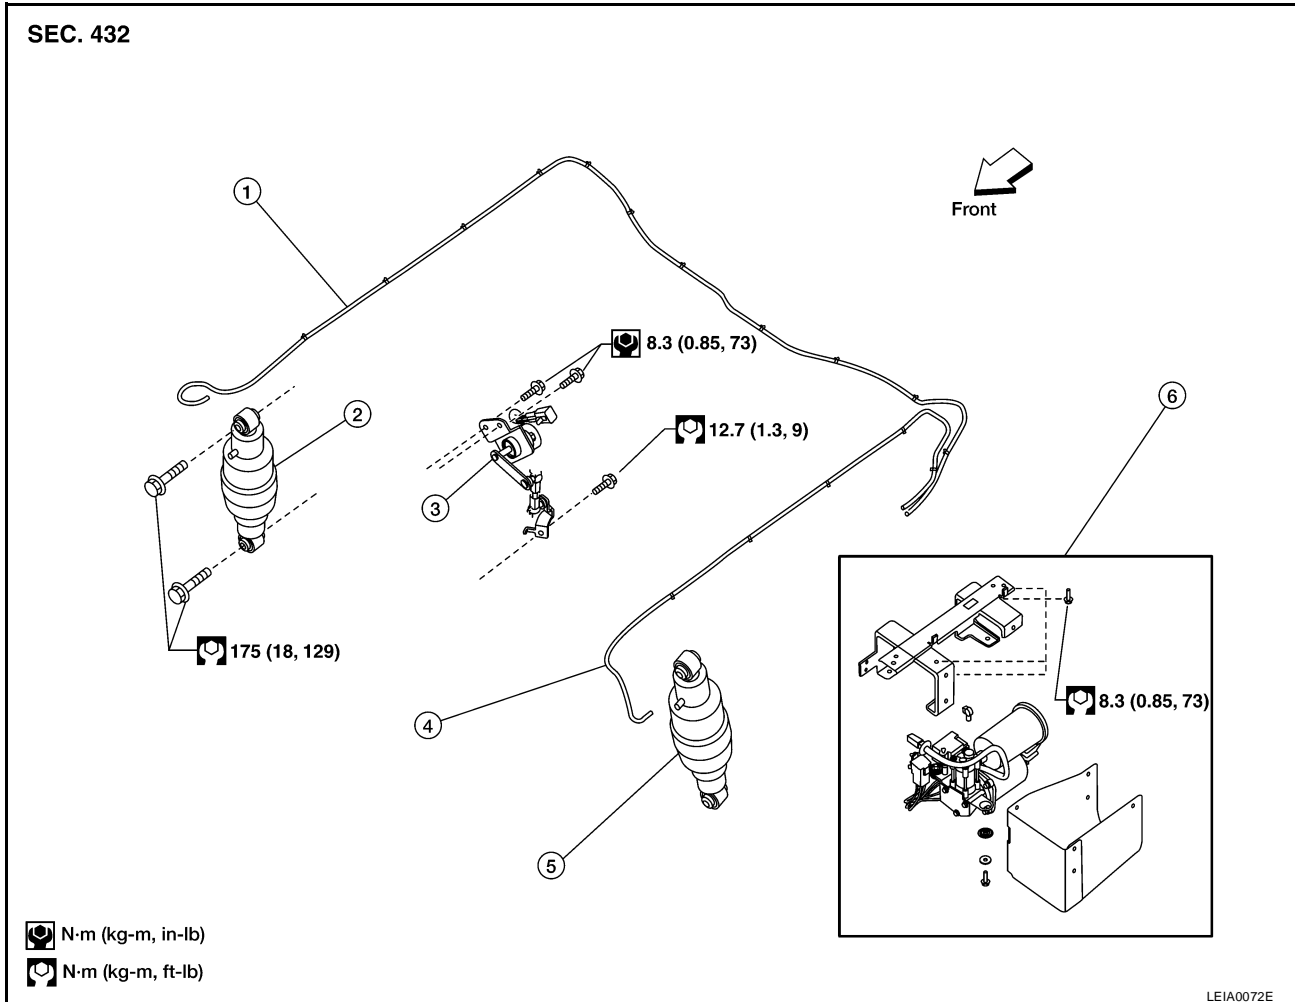 SEC. 432
1
Front
8.3 (0.85, 73)
2
12.7 (1.3, 9)
6
3
175 (18, 129)
8.3 (0.85, 73)
4
5
N·m (kg-m, in-lb)
N·m (kg-m, ft-lb)
LEIA0072E